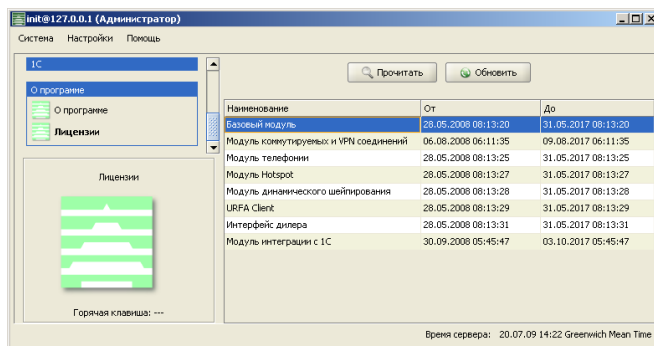 init@127.0.0.1 (Администратор)
Система Настройки Помощь
1С
О программе
О программе
Лицензии
Лицензии
Горячая клавиша: ---
Прочитать Обновить
Наименование От До
Базовый модуль 28.05.2008 08:13:20 31.05.2017 08:13:20
Модуль коммутируемых и VPN соединений 06.08.2008 06:11:35 09.08.2017 06:11:35
Модуль телефонии 28.05.2008 08:13:25 31.05.2017 08:13:25
Модуль Hotspot 28.05.2008 08:13:27 31.05.2017 08:13:27
Модуль динамического шейпирования 28.05.2008 08:13:28 31.05.2017 08:13:28
URFA Client 28.05.2008 08:13:29 31.05.2017 08:13:29
Интерфейс дилера 28.05.2008 08:13:31 31.05.2017 08:13:31
Модуль интеграции с 1С 30.09.2008 05:45:47 03.10.2017 05:45:47
Время сервера: 20.07.09 14:22 Greenwich Mean Time